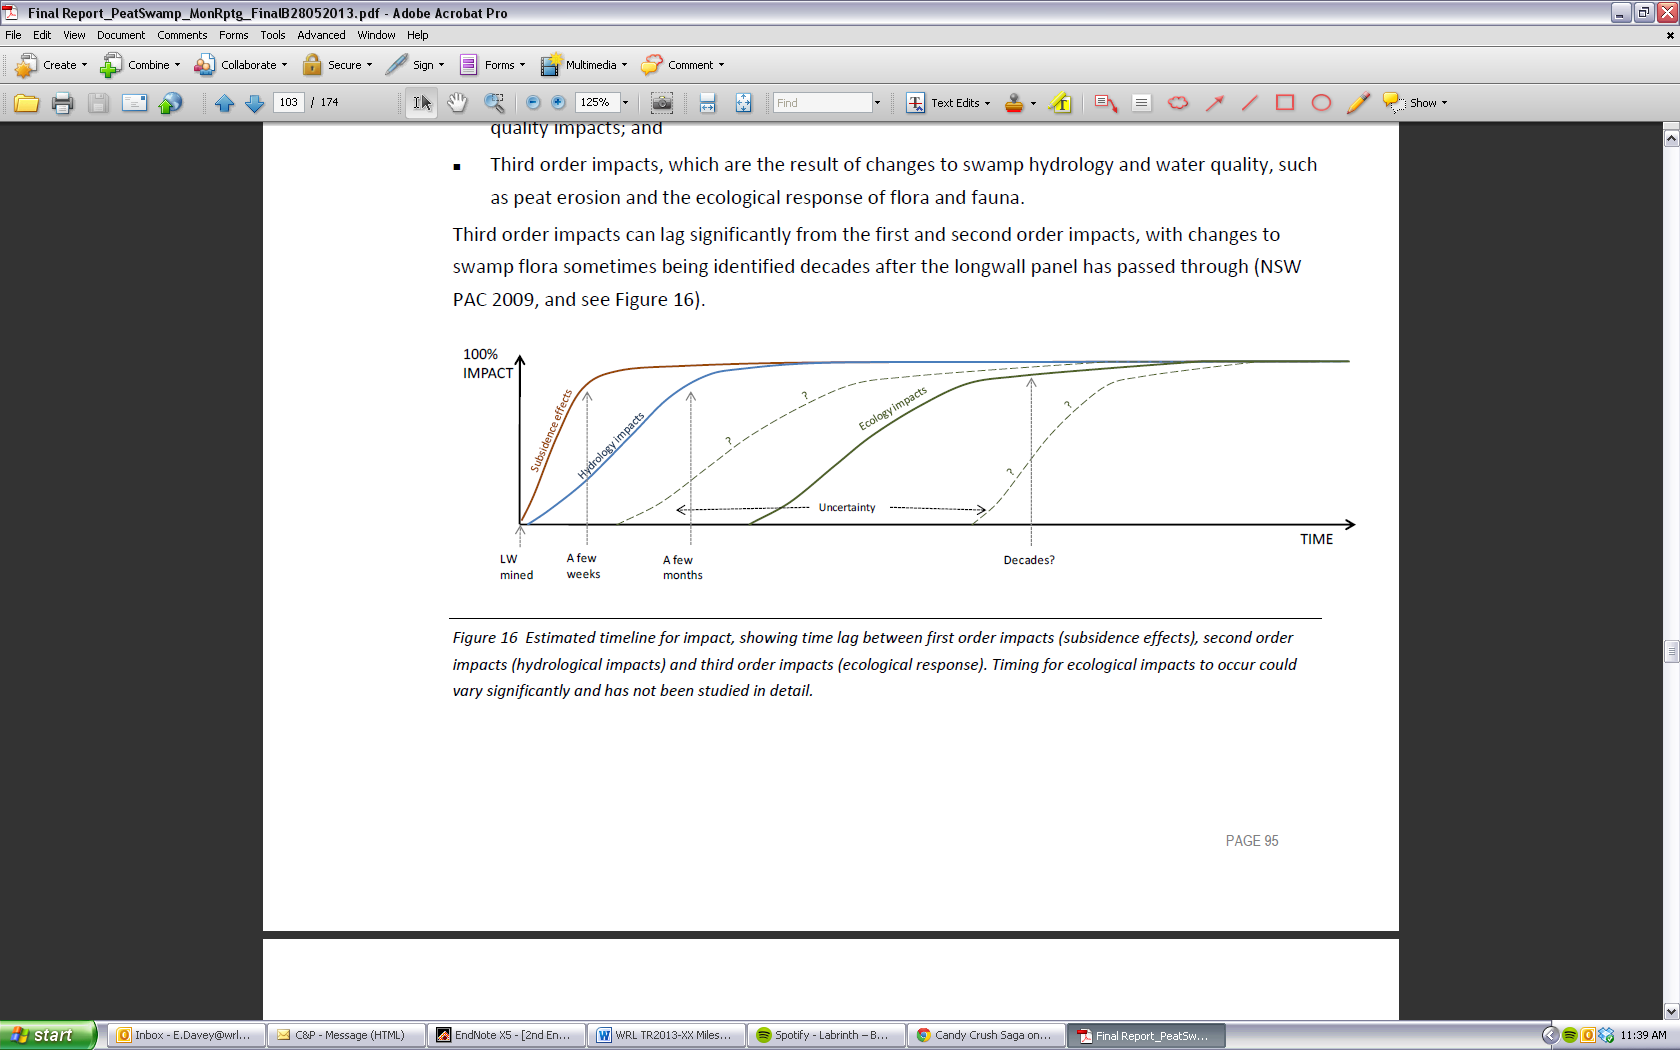 Final Report_PeatSwamp_MonRptg_FinalB28052013.pdf - Adobe Acrobat Pro
File Edit View Document Comments Forms Tools Advanced Window Help
Create Combine Collaborate Secure Sign Forms Multimedia Comment
103 / 174 125% Find Text Edits Show
quality impacts; and
Third order impacts, which are the result of changes to swamp hydrology and water quality, such
as peat erosion and the ecological response of flora and fauna.
Third order impacts can lag significantly from the first and second order impacts, with changes to
swamp flora sometimes being identified decades after the longwall panel has passed through (NSW
PAC 2009, and see Figure 16).
100%
IMPACT
Subsidence effects
Hydrology impacts
?
?
Ecology impacts
?
?
Uncertainty
TIME
LW
mined
A few
weeks
A few
months
Decades?
Figure 16 Estimated timeline for impact, showing time lag between first order impacts (subsidence effects), second order
impacts (hydrological impacts) and third order impacts (ecological response). Timing for ecological impacts to occur could
vary significantly and has not been studied in detail.
PAGE 95
start Inbox - E.Davey@wrl... C&P - Message (HTML) EndNote X5 - [2nd En... WRL TR2013-XX Miles... Spotify - Labrinth – B... Candy Crush Saga on... Final Report_PeatSw... 11:39 AM